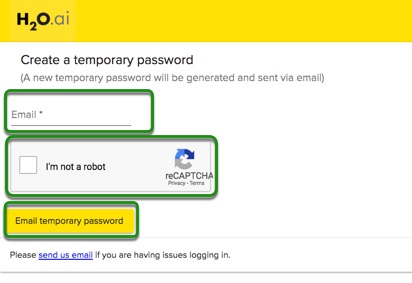 H2O.ai
Create a temporary password
(A new temporary password will be generated and sent via email)
Email *
I'm not a robot
reCAPTCHA
Privacy - Terms
Email temporary password
Please send us email if you are having issues logging in.